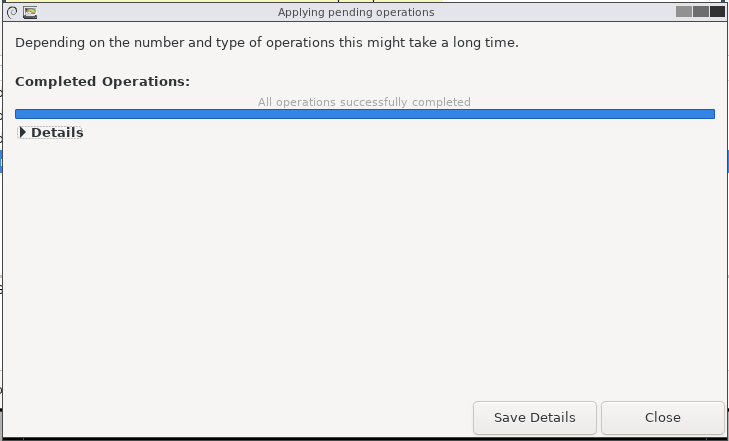 Applying pending operations
Depending on the number and type of operations this might take a long time.
Completed Operations:
All operations successfully completed
Details
Save Details
Close